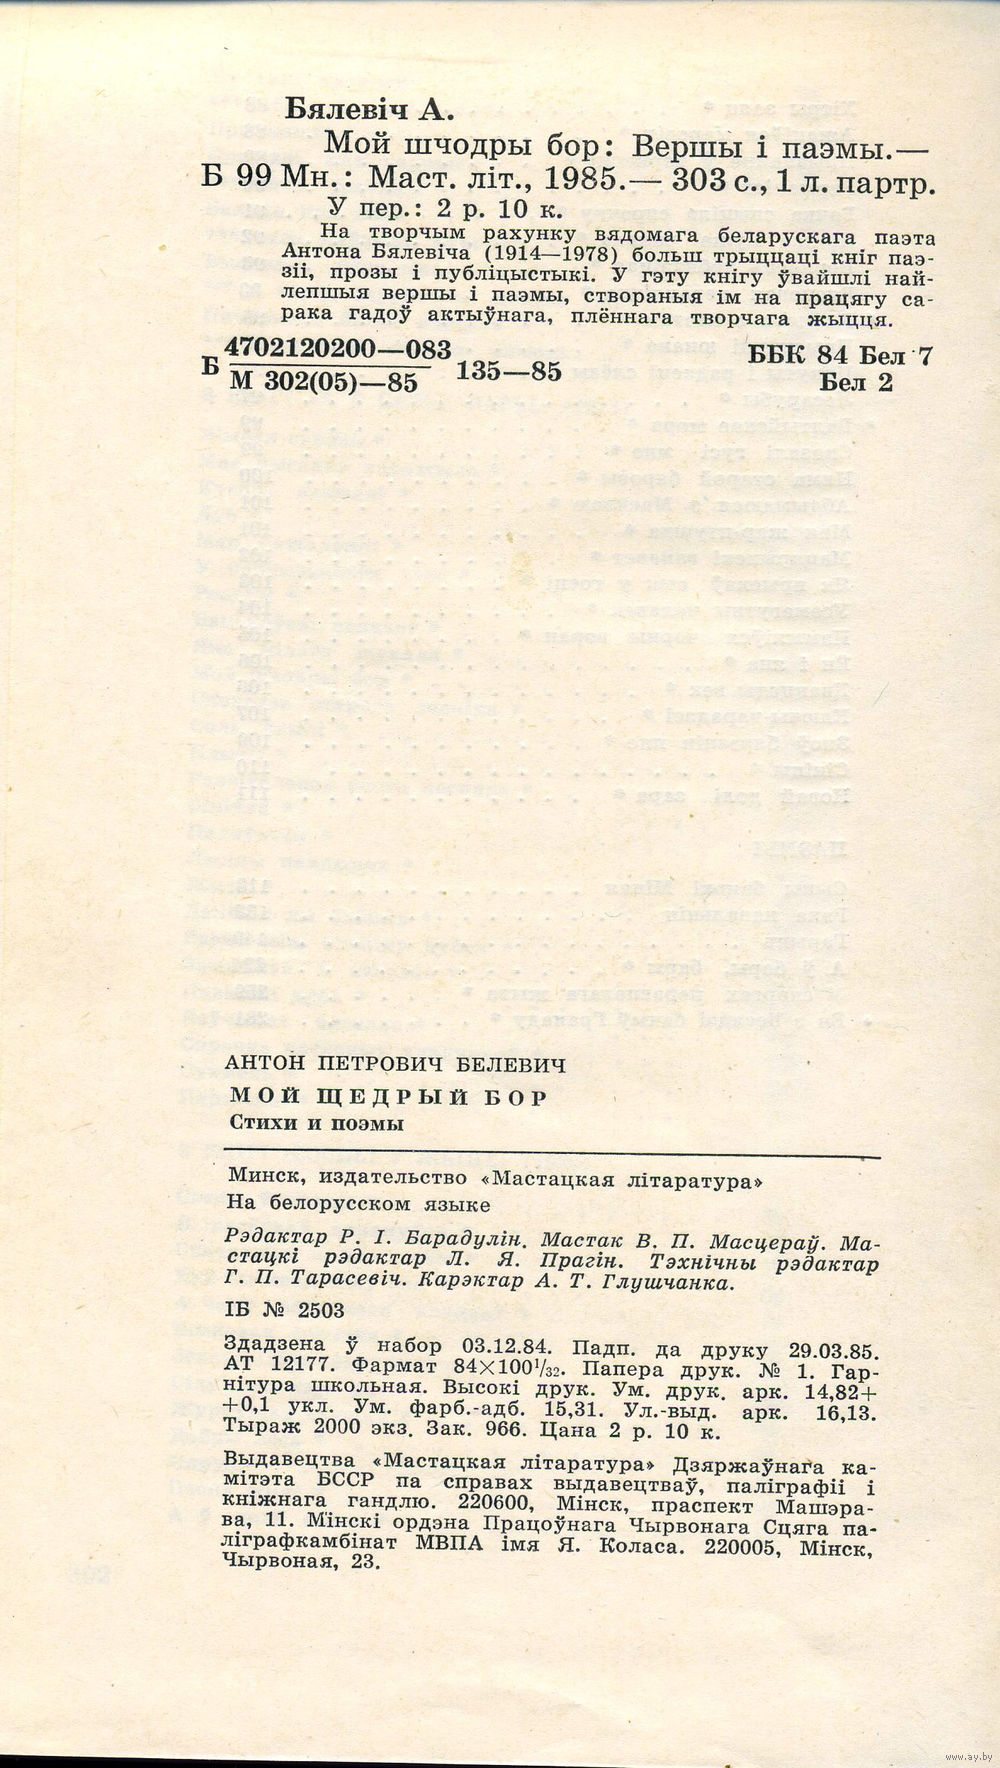 Бялевіч А.
Мой шчодры бор: Вершы і паэмы.—
Б 99 Мн.: Маст. літ., 1985.— 303 с., 1 л. партр.
У пер.: 2 р. 10 к.
На творчым рахунку вядомага беларускага паэта
Антона Бялевіча (1914—1978) больш трыццаці кніг паэ-
зіі, прозы і публіцыстыкі. У гэту кнігу ўвайшлі най-
лепшыя вершы і паэмы, створаныя ім на працягу са-
рака гадоў актыўнага, плённага творчага жыцця.
Б 4702120200—083
М 302(05)—85 135—85
ББК 84 Бел 7
Бел 2
АНТОН ПЕТРОВИЧ БЕЛЕВИЧ
МОЙ ЩЕДРЫЙ БОР
Стихи и поэмы
Минск, издательство «Мастацкая літаратура»
На белорусском языке
Рэдактар Р. І. Барадулін. Мастак В. П. Масцераў. Ма-
стацкі рэдактар Л. Я. Прагін. Тэхнічны рэдактар
Г. П. Тарасевіч. Карэктар А. Т. Глушчанка.
ІБ № 2503
Здадзена ў набор 03.12.84. Падп. да друку 29.03.85.
АТ 12177. Фармат 84×100¹/₃₂. Папера друк. № 1. Гар-
нітура школьная. Высокі друк. Ум. друк. арк. 14,82+
+0,1 укл. Ум. фарб.-адб. 15,31. Ул.-выд. арк. 16,13.
Тыраж 2000 экз. Зак. 966. Цана 2 р. 10 к.
Выдавецтва «Мастацкая літаратура» Дзяржаўнага ка-
мітэта БССР па справах выдавецтваў, паліграфіі і
кніжнага гандлю. 220600, Мінск, праспект Машэра-
ва, 11. Мінскі ордэна Працоўнага Чырвонага Сцяга па-
ліграфкамбінат МВПА імя Я. Коласа. 220005, Мінск,
Чырвоная, 23.
www.ay.by